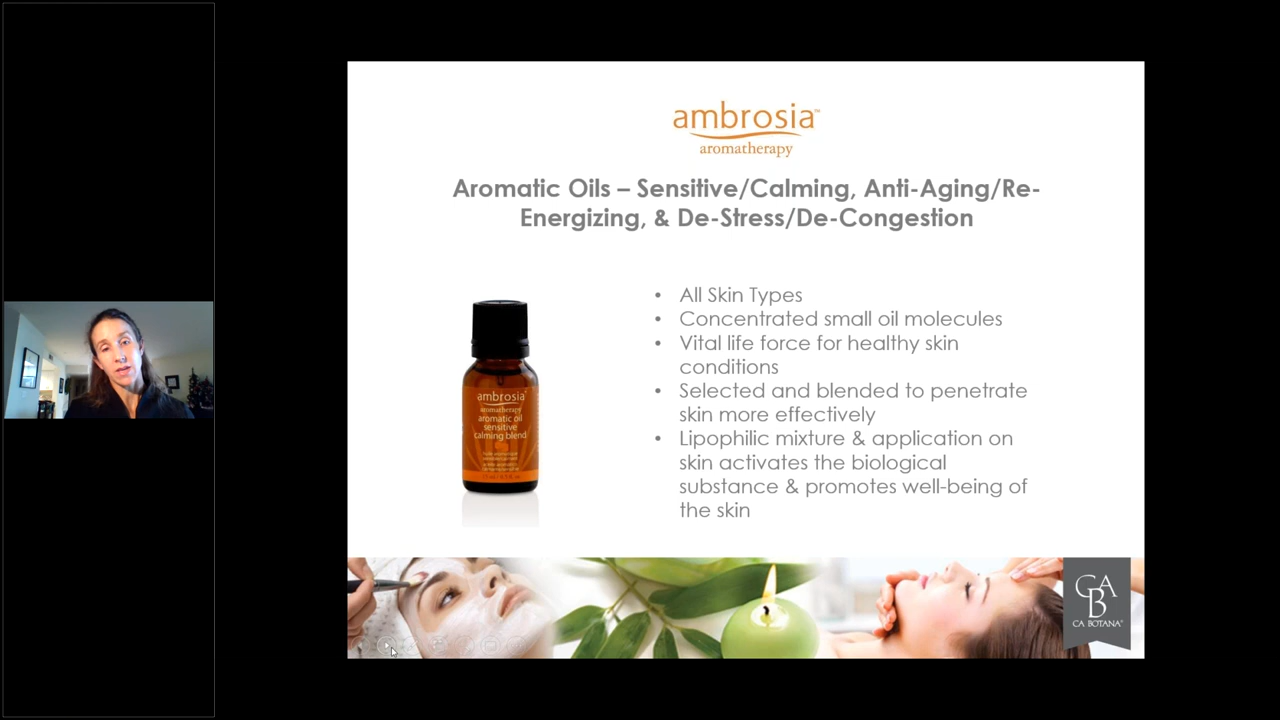 ambrosia™
aromatherapy
Aromatic Oils – Sensitive/Calming, Anti-Aging/Re-
Energizing, & De-Stress/De-Congestion
• All Skin Types
• Concentrated small oil molecules
• Vital life force for healthy skin
conditions
• Selected and blended to penetrate
skin more effectively
• Lipophilic mixture & application on
skin activates the biological
substance & promotes well-being of
the skin
ambrosia
aromatherapy
aromatic oil
sensitive
calming blend
CA
B
CA BOTANA®